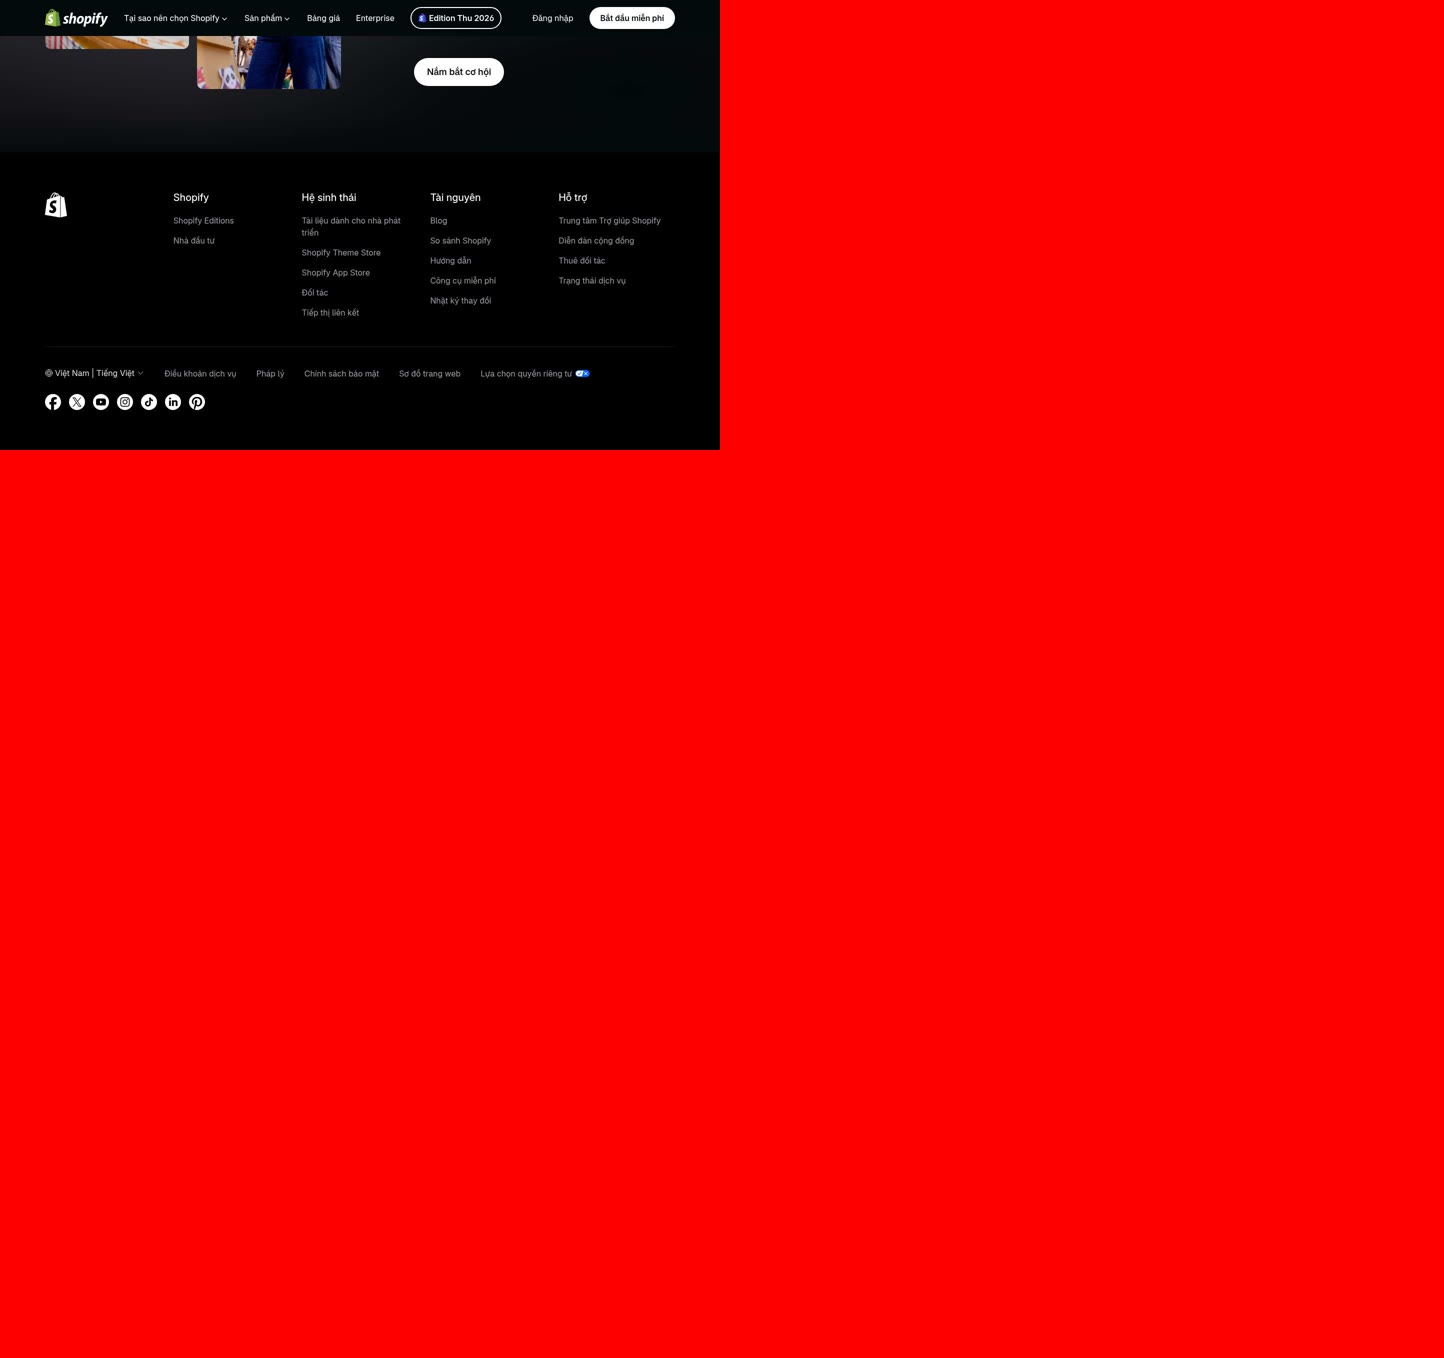 shopify
Tại sao nên chọn Shopify
Sản phẩm
Bảng giá
Enterprise
Edition Thu 2026
Đăng nhập
Bắt đầu miễn phí
Nắm bắt cơ hội
Shopify
Shopify Editions
Nhà đầu tư
Hệ sinh thái
Tài liệu dành cho nhà phát
triển
Shopify Theme Store
Shopify App Store
Đối tác
Tiếp thị liên kết
Tài nguyên
Blog
So sánh Shopify
Hướng dẫn
Công cụ miễn phí
Nhật ký thay đổi
Hỗ trợ
Trung tâm Trợ giúp Shopify
Diễn đàn cộng đồng
Thuê đối tác
Trạng thái dịch vụ
Việt Nam | Tiếng Việt
Điều khoản dịch vụ
Pháp lý
Chính sách bảo mật
Sơ đồ trang web
Lựa chọn quyền riêng tư